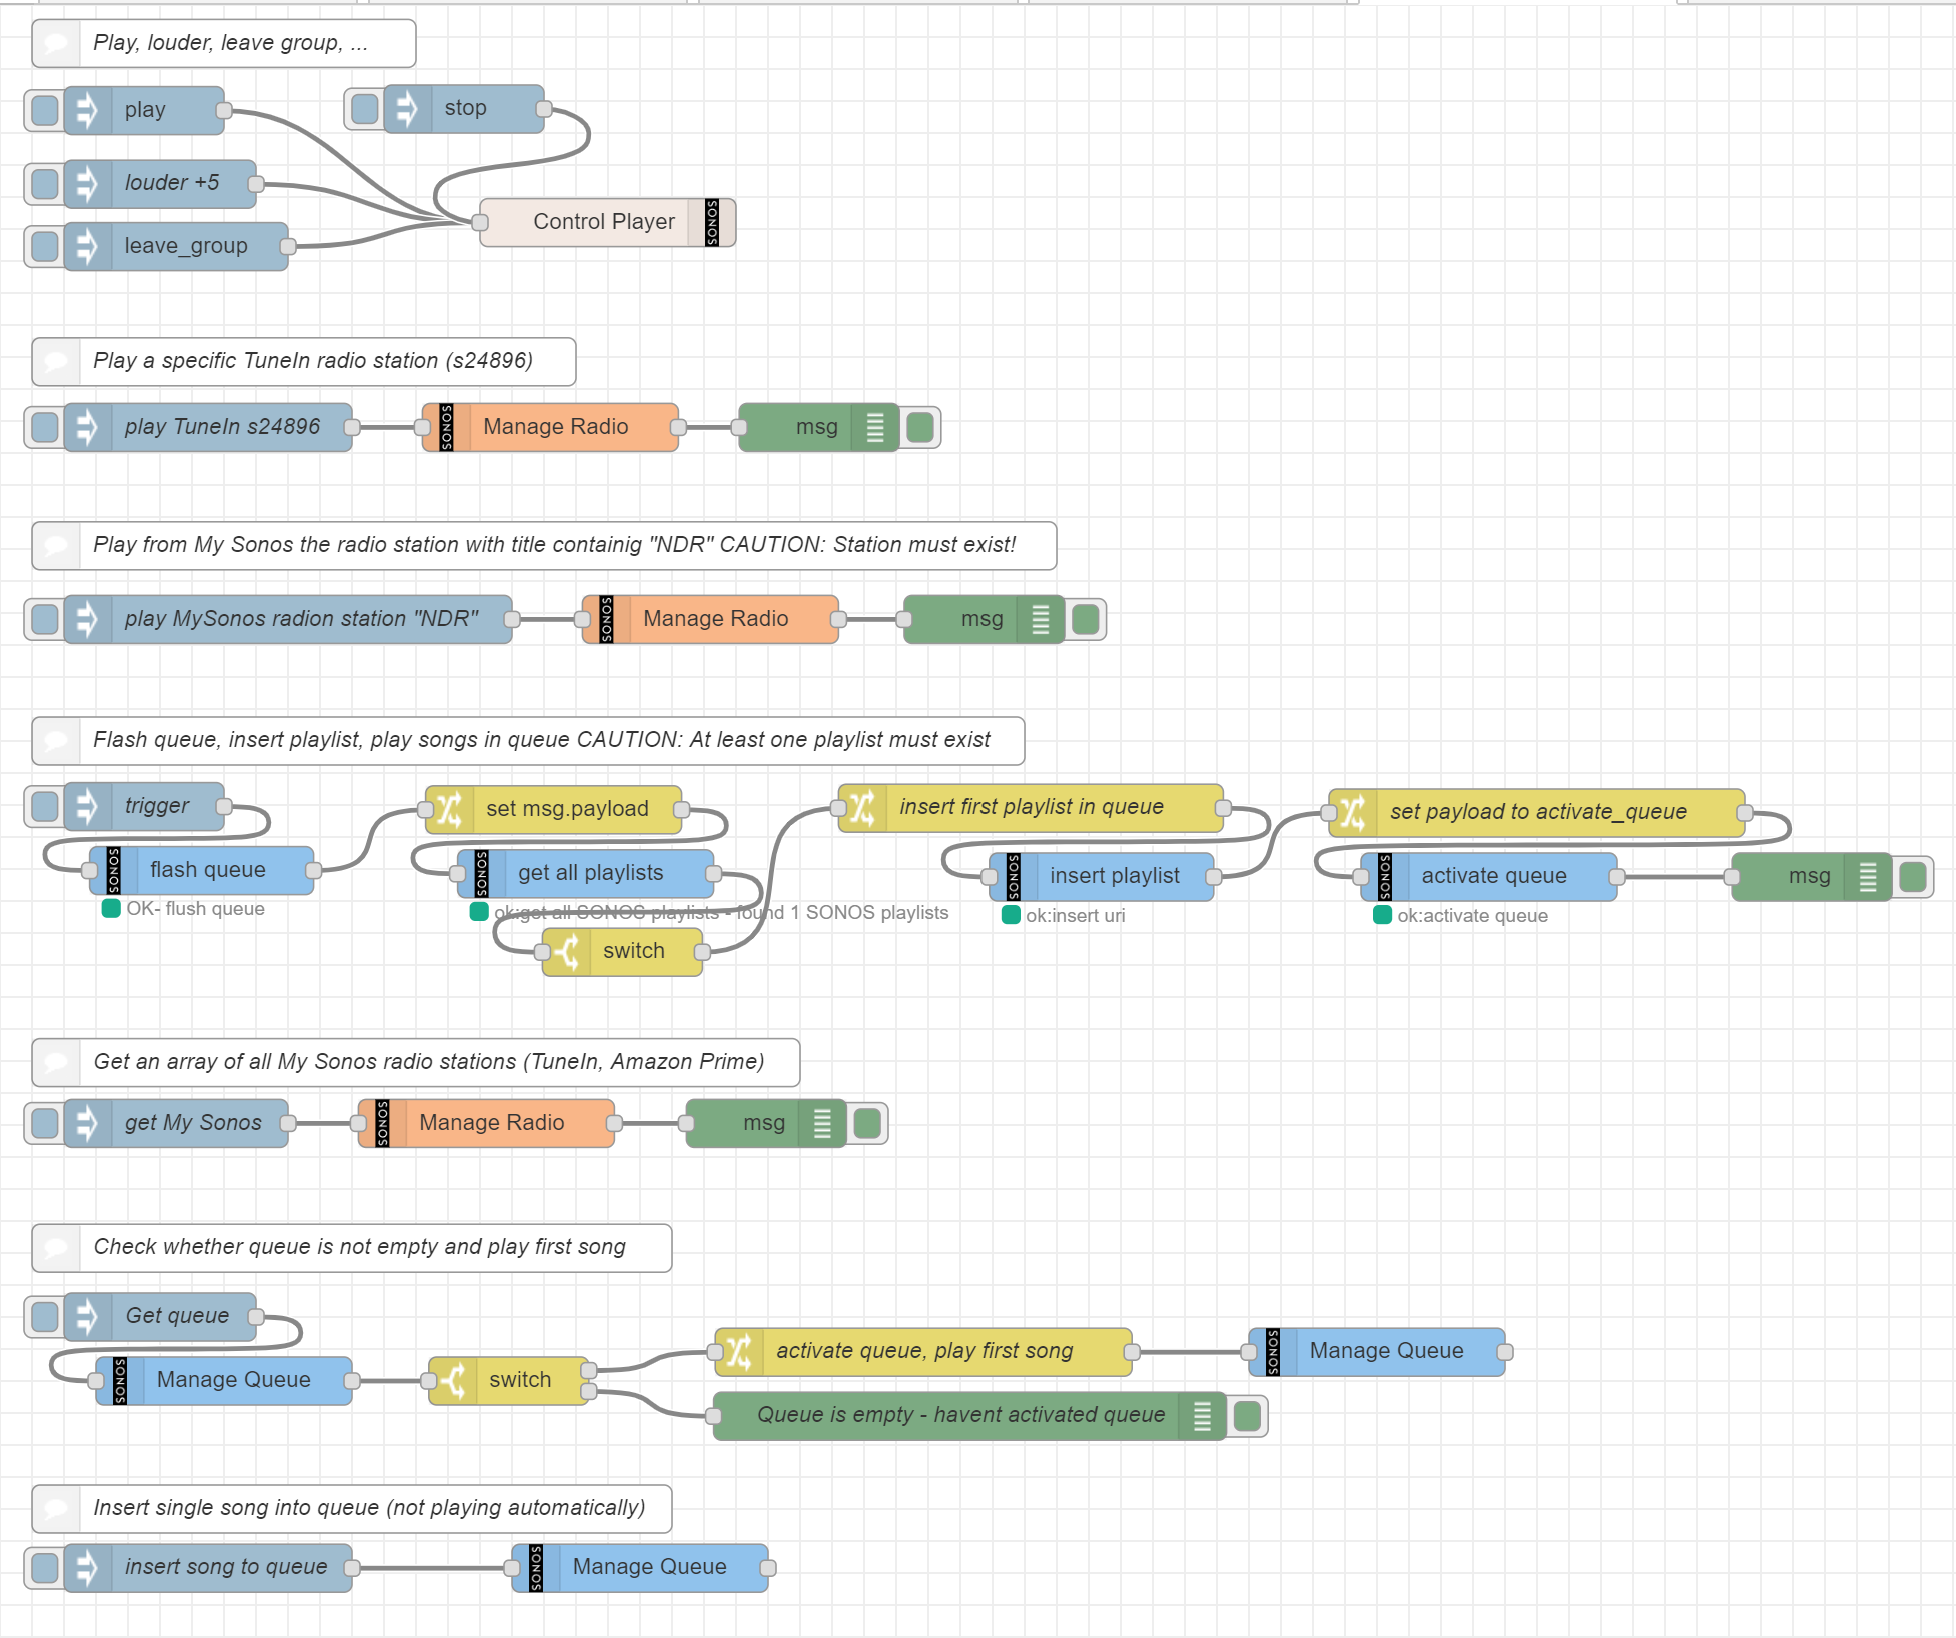 Play, louder, leave group, ...
play
stop
louder +5
leave_group
Control Player
SONOS
Play a specific TuneIn radio station (s24896)
play TuneIn s24896
SONOS
Manage Radio
msg
Play from My Sonos the radio station with title containig "NDR" CAUTION: Station must exist!
play MySonos radion station "NDR"
SONOS
Manage Radio
msg
Flash queue, insert playlist, play songs in queue CAUTION: At least one playlist must exist
trigger
set msg.payload
insert first playlist in queue
set payload to activate_queue
SONOS
flash queue
SONOS
get all playlists
SONOS
insert playlist
SONOS
activate queue
msg
OK- flush queue
ok:get all SONOS playlists - found 1 SONOS playlists
ok:insert uri
ok:activate queue
switch
Get an array of all My Sonos radio stations (TuneIn, Amazon Prime)
get My Sonos
SONOS
Manage Radio
msg
Check whether queue is not empty and play first song
Get queue
SONOS
Manage Queue
switch
activate queue, play first song
SONOS
Manage Queue
Queue is empty - havent activated queue
Insert single song into queue (not playing automatically)
insert song to queue
SONOS
Manage Queue